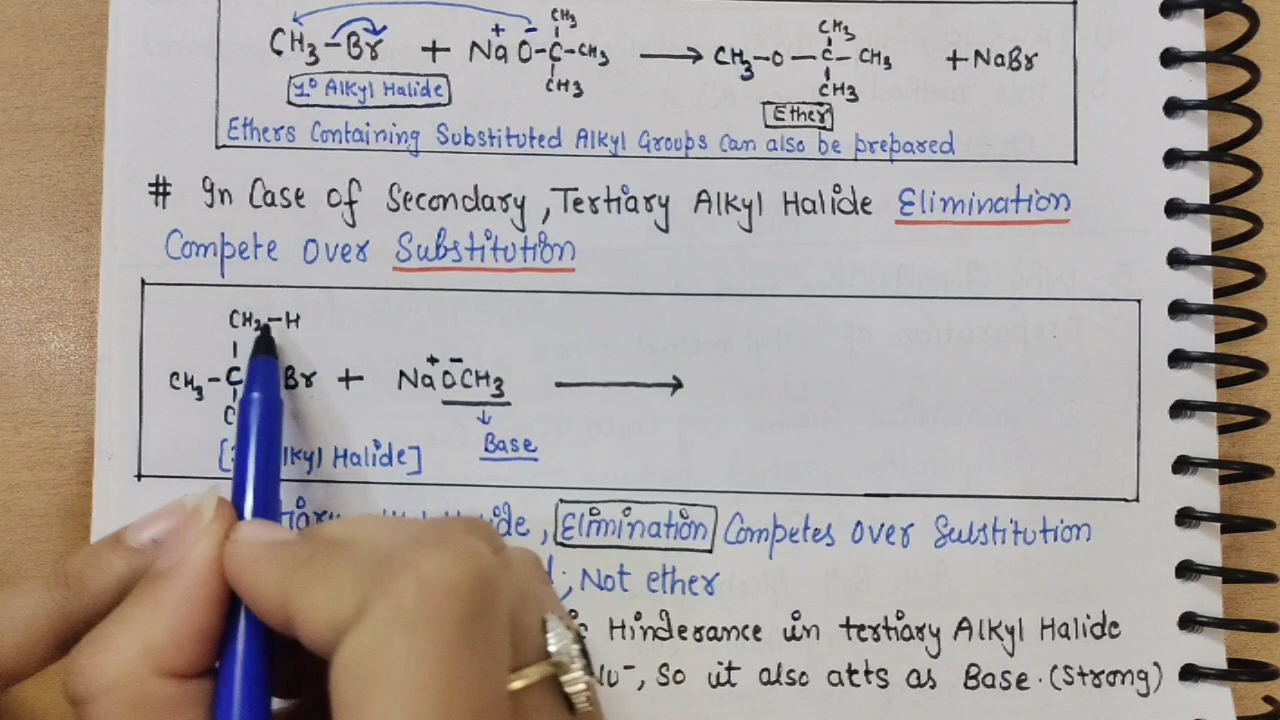 CH3
CH3
CH3-Br + Na+ O- -C-CH3 → CH3-O-C-CH3 + NaBr
CH3
CH3
1° Alkyl Halide
Ether
Ethers Containing Substituted Alkyl Groups Can also be prepared
# In Case of Secondary, Tertiary Alkyl Halide Elimination
Compete Over Substitution
CH2-H
CH3-C Br + Na+ O-CH3 →
Base
Halide]
Elimination Competes Over Substitution
; Not ether
Hinderance in tertiary Alkyl Halide
, So it also atts as Base. (Strong)